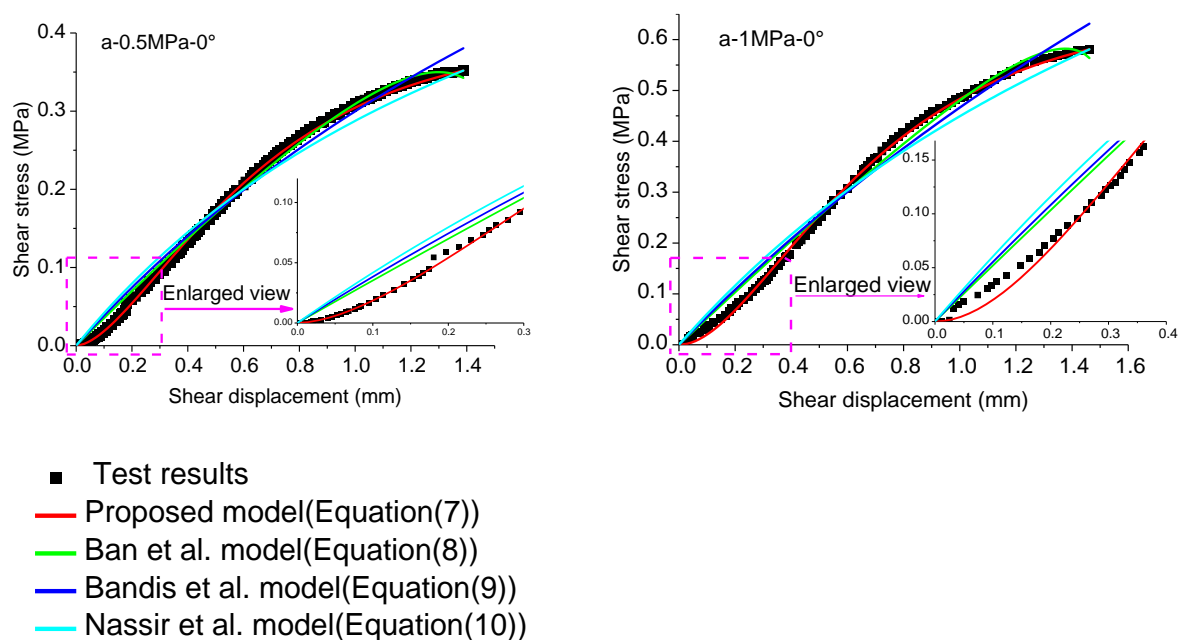 a-0.5MPa-0°
Shear stress (MPa)
0.4
0.3
0.2
0.1
0.0
0.0 0.2 0.4 0.6 0.8 1.0 1.2 1.4
Shear displacement (mm)
Enlarged view
0.10
0.05
0.00
0.0 0.1 0.2 0.3
a-1MPa-0°
Shear stress (MPa)
0.6
0.5
0.4
0.3
0.2
0.1
0.0
0.0 0.2 0.4 0.6 0.8 1.0 1.2 1.4 1.6
Shear displacement (mm)
Enlarged view
0.15
0.10
0.05
0.00
0.0 0.1 0.2 0.3 0.4
Test results
Proposed model(Equation(7))
Ban et al. model(Equation(8))
Bandis et al. model(Equation(9))
Nassir et al. model(Equation(10))